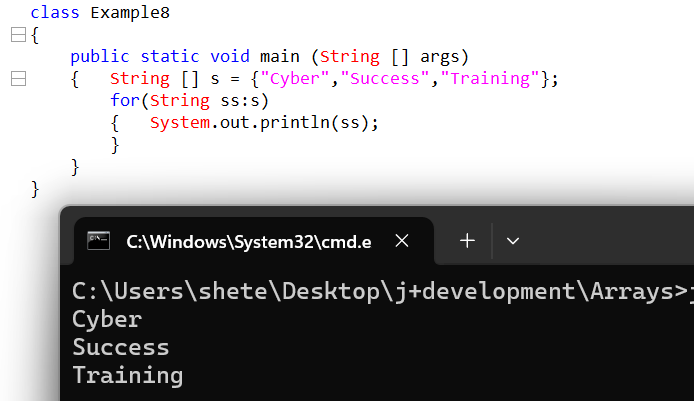 class Example8
{
public static void main (String [] args)
{ String [] s = {"Cyber","Success","Training"};
for(String ss:s)
{ System.out.println(ss);
}
}
}
C:\Windows\System32\cmd.e
C:\Users\shete\Desktop\j+development\Arrays>j
Cyber
Success
Training